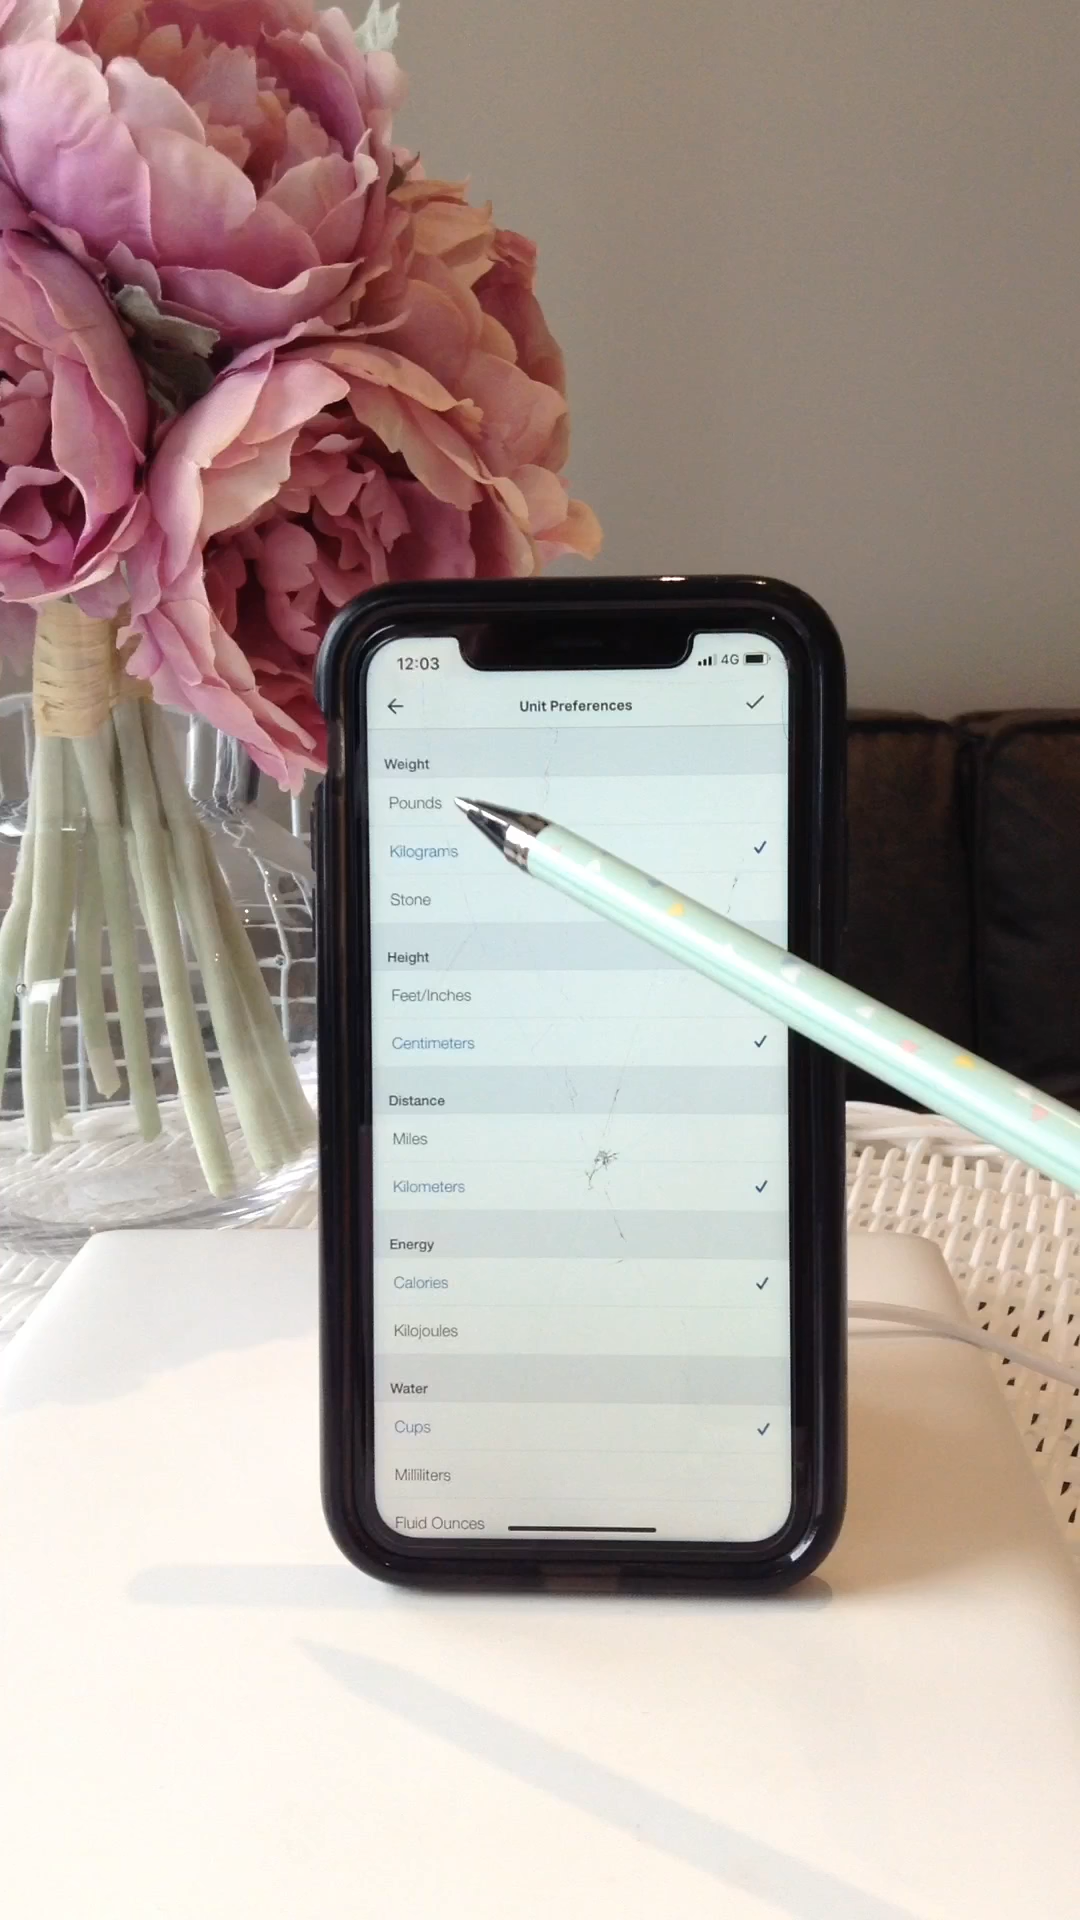 12:03 4G
Unit Preferences
Weight
Pounds
Kilograms
Stone
Height
Feet/Inches
Centimeters
Distance
Miles
Kilometers
Energy
Calories
Kilojoules
Water
Cups
Milliliters
Fluid Ounces